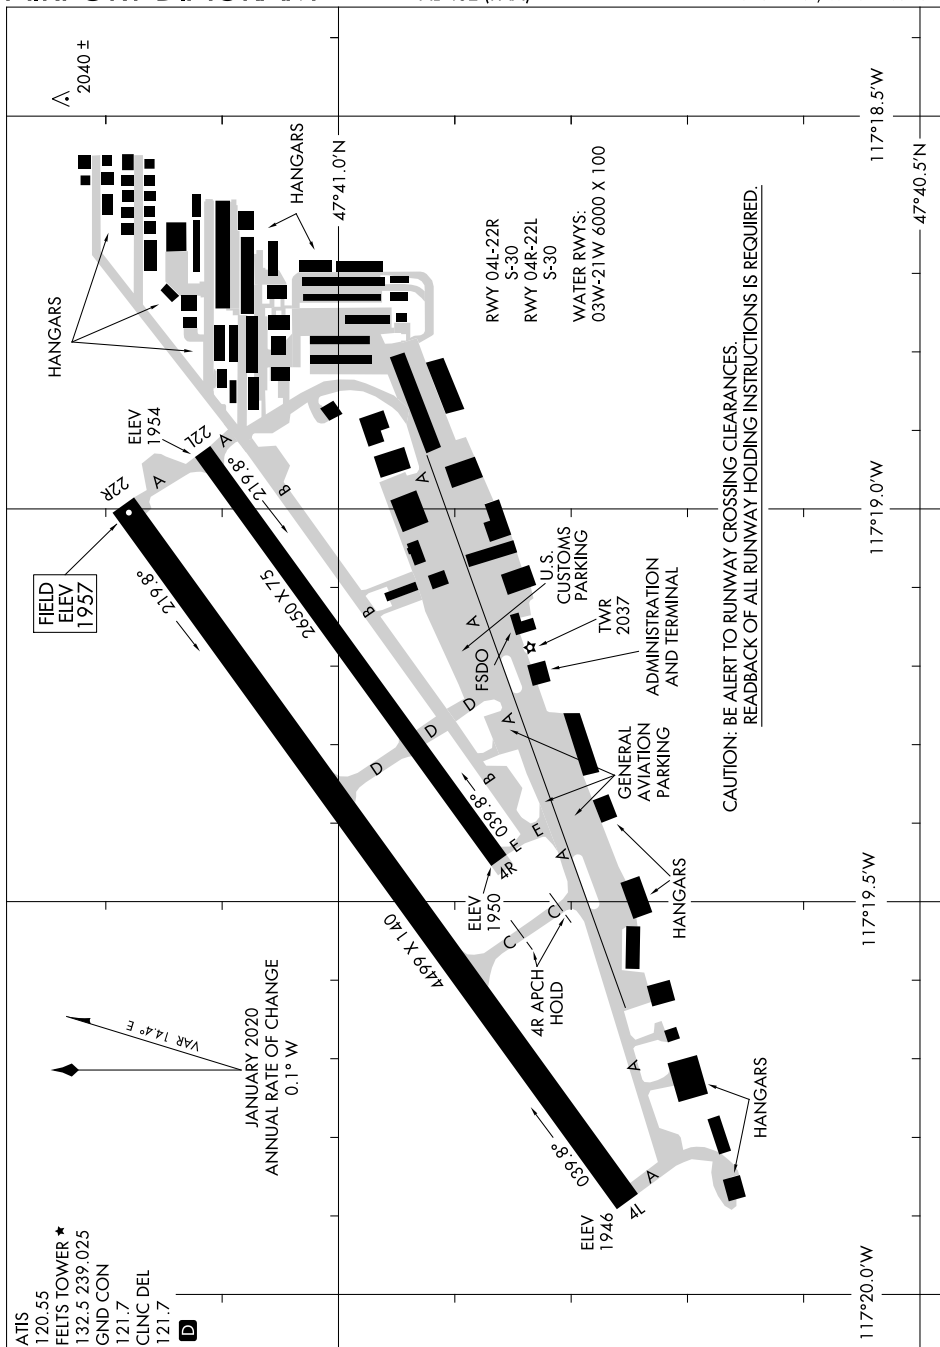 ATIS
120.55
FELTS TOWER ★
132.5 239.025
GND CON
121.7
CLNC DEL
121.7
D
JANUARY 2020
ANNUAL RATE OF CHANGE
0.1° W
VAR 14.4° E
FIELD
ELEV
1957
22R
A
219.8°
4499 X 140
039.8°
4L
ELEV
1946
A
ELEV
1954
22L
A
219.8°
2650 X 75
039.8°
4R
ELEV
1950
B
B
B
D
D
D
E
E
C
C
4R APCH
HOLD
A
A
A
A
A
HANGARS
HANGARS
2040 ±
47°41.0'N
U.S.
CUSTOMS
PARKING
FSDO
TWR
2037
ADMINISTRATION
AND TERMINAL
GENERAL
AVIATION
PARKING
HANGARS
HANGARS
RWY 04L-22R
S-30
RWY 04R-22L
S-30
WATER RWYS:
03W-21W 6000 X 100
CAUTION: BE ALERT TO RUNWAY CROSSING CLEARANCES.
READBACK OF ALL RUNWAY HOLDING INSTRUCTIONS IS REQUIRED.
117°20.0'W
117°19.5'W
117°19.0'W
117°18.5'W
47°40.5'N